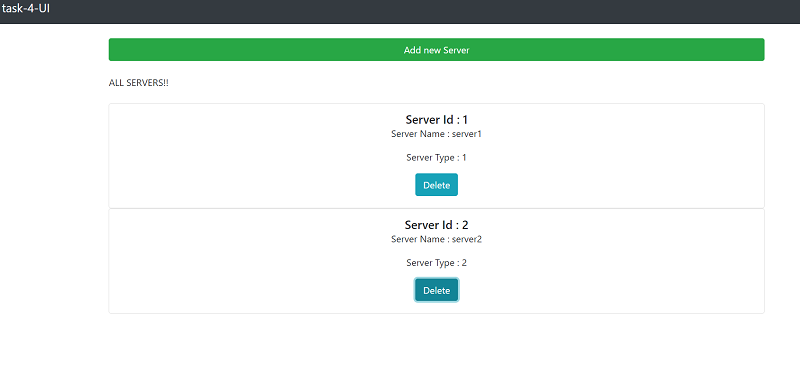 task-4-UI
Add new Server
ALL SERVERS!!
Server Id : 1
Server Name : server1
Server Type : 1
Delete
Server Id : 2
Server Name : server2
Server Type : 2
Delete